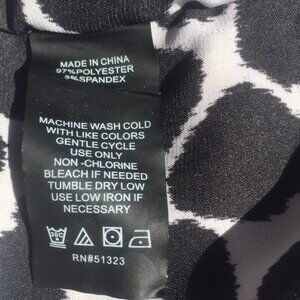 MADE IN CHINA
97%POLYESTER
3%SPANDEX
MACHINE WASH COLD
WITH LIKE COLORS
GENTLE CYCLE
USE ONLY
NON -CHLORINE
BLEACH IF NEEDED
TUMBLE DRY LOW
USE LOW IRON IF
NECESSARY
RN#51323